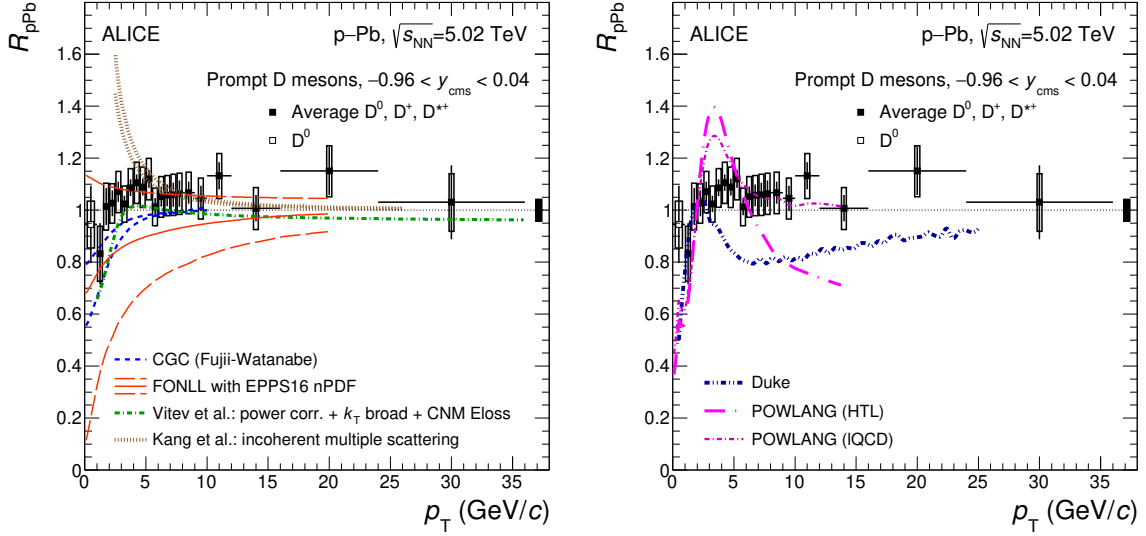 R_pPb
ALICE
p–Pb, √s_NN=5.02 TeV
Prompt D mesons, –0.96 < y_cms < 0.04
Average D⁰, D⁺, D*⁺
D⁰
CGC (Fujii-Watanabe)
FONLL with EPPS16 nPDF
Vitev et al.: power corr. + k_T broad + CNM Eloss
Kang et al.: incoherent multiple scattering
1.6
1.4
1.2
1
0.8
0.6
0.4
0.2
0
0 5 10 15 20 25 30 35
p_T (GeV/c)
R_pPb
ALICE
p–Pb, √s_NN=5.02 TeV
Prompt D mesons, –0.96 < y_cms < 0.04
Average D⁰, D⁺, D*⁺
D⁰
Duke
POWLANG (HTL)
POWLANG (lQCD)
1.6
1.4
1.2
1
0.8
0.6
0.4
0.2
0
0 5 10 15 20 25 30 35
p_T (GeV/c)